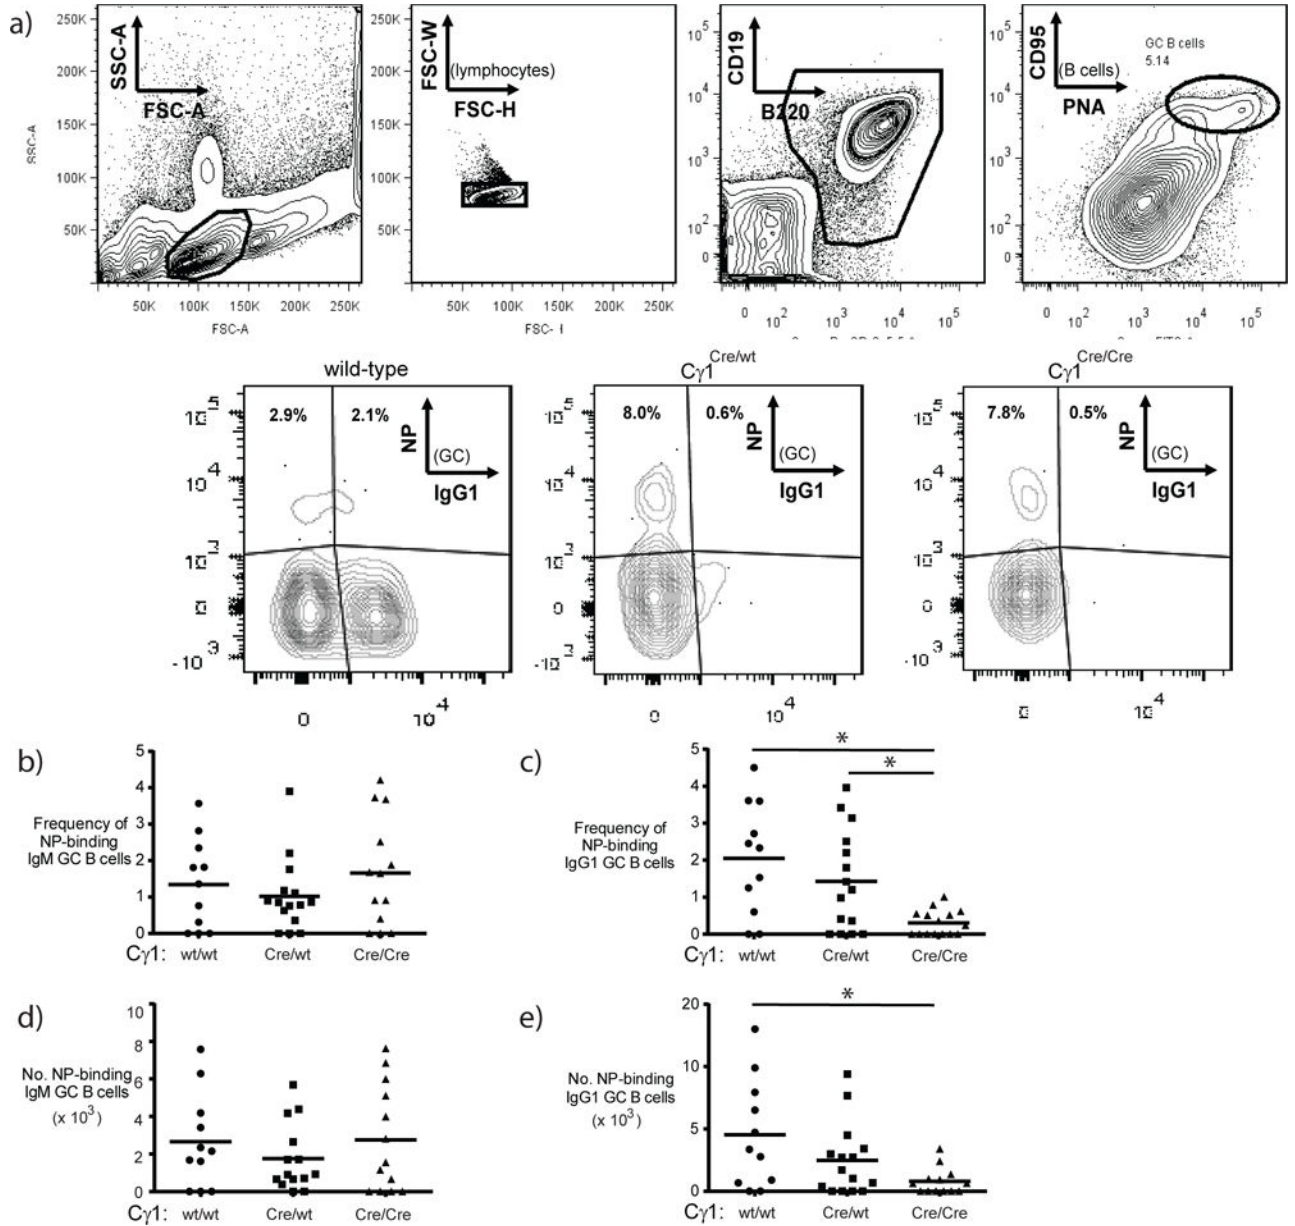 a)
250K
200K
150K
100K
50K
0
SSC-A
SSC-A
FSC-A
50K 100K 150K 200K 250K
FSC-A
250K
200K
150K
100K
50K
0
FSC-W
(lymphocytes)
FSC-H
50K 100K 150K 200K 250K
10^5
10^4
10^3
10^2
0
CD19
B220
0 10^2 10^3 10^4 10^5
10^5
10^4
10^3
10^2
0
CD95
GC B cells
5.14
(B cells)
PNA
0 10^2 10^3 10^4 10^5
wild-type
2.9% 2.1%
NP
(GC)
IgG1
10^4
0
-10^3
0 10^4
Cγ1^Cre/wt
8.0% 0.6%
NP
(GC)
IgG1
10^4
0
0 10^4
Cγ1^Cre/Cre
7.8% 0.5%
NP
(GC)
IgG1
10^4
10^3
0
-10^3
0 10^4
b)
Frequency of
NP-binding
IgM GC B cells
5
4
3
2
1
0
Cγ1: wt/wt Cre/wt Cre/Cre
c)
Frequency of
NP-binding
IgG1 GC B cells
5
4
3
2
1
0
*
*
Cγ1: wt/wt Cre/wt Cre/Cre
d)
No. NP-binding
IgM GC B cells
(x 10^3)
10
8
6
4
2
0
Cγ1: wt/wt Cre/wt Cre/Cre
e)
No. NP-binding
IgG1 GC B cells
(x 10^3)
20
10
5
0
*
Cγ1: wt/wt Cre/wt Cre/Cre